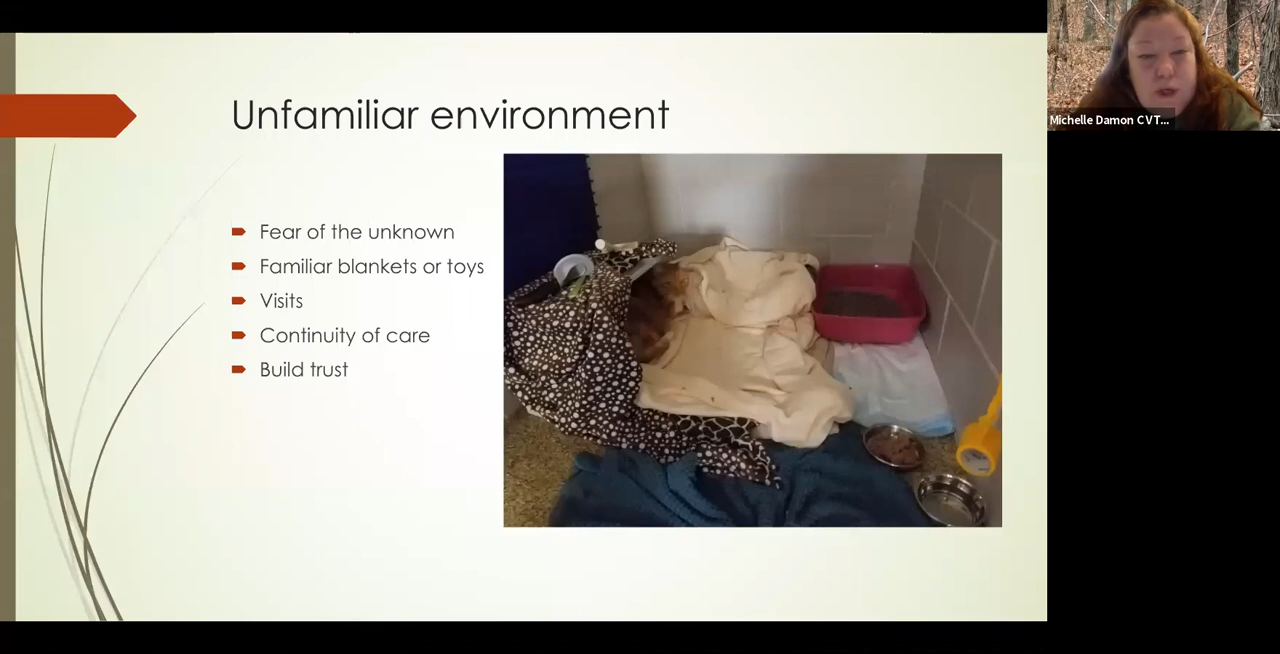 Unfamiliar environment
Fear of the unknown
Familiar blankets or toys
Visits
Continuity of care
Build trust
Michelle Damon CVT...